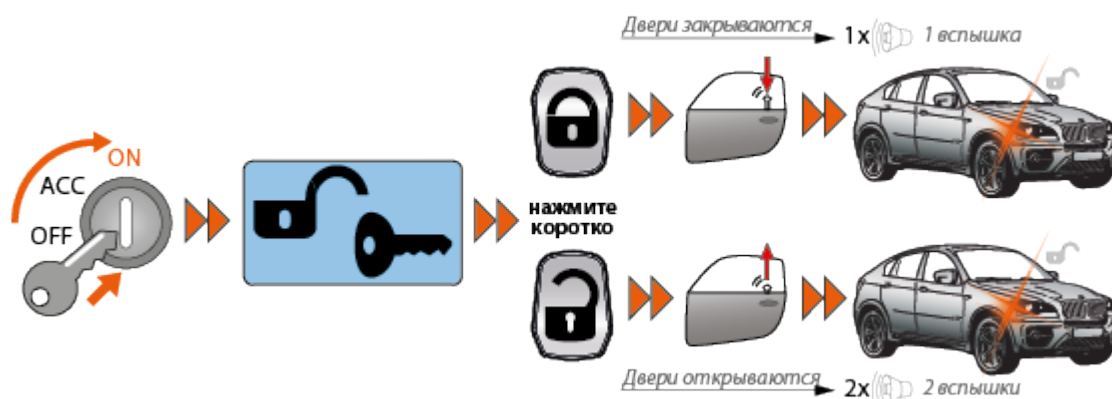 Двери закрываются
1x
1 вспышка
ON
ACC
OFF
нажмите
коротко
Двери открываются
2x
2 вспышки